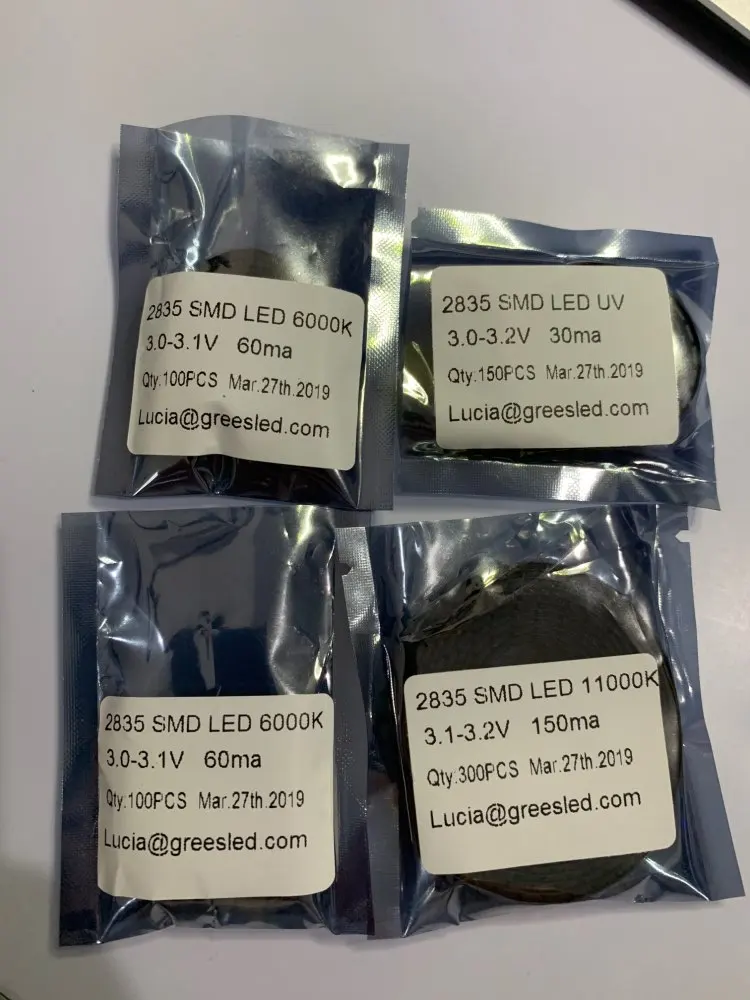 2835 SMD LED 6000K
3.0-3.1V 60ma
Qty.100PCS Mar.27th.2019
Lucia@greesled.com
2835 SMD LED UV
3.0-3.2V 30ma
Qty.150PCS Mar.27th.2019
Lucia@greesled.com
2835 SMD LED 6000K
3.0-3.1V 60ma
Qty.100PCS Mar.27th.2019
Lucia@greesled.com
2835 SMD LED 11000K
3.1-3.2V 150ma
Qty.300PCS Mar.27th.2019
Lucia@greesled.com